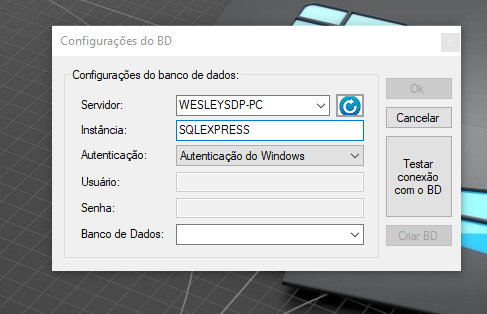 Configurações do BD
x
Configurações do banco de dados:
Servidor: WESLEYSDP-PC
Ok
Instância: SQLEXPRESS
Cancelar
Autenticação: Autenticação do Windows
Testar
conexão
com o BD
Usuário:
Senha:
Banco de Dados:
Criar BD